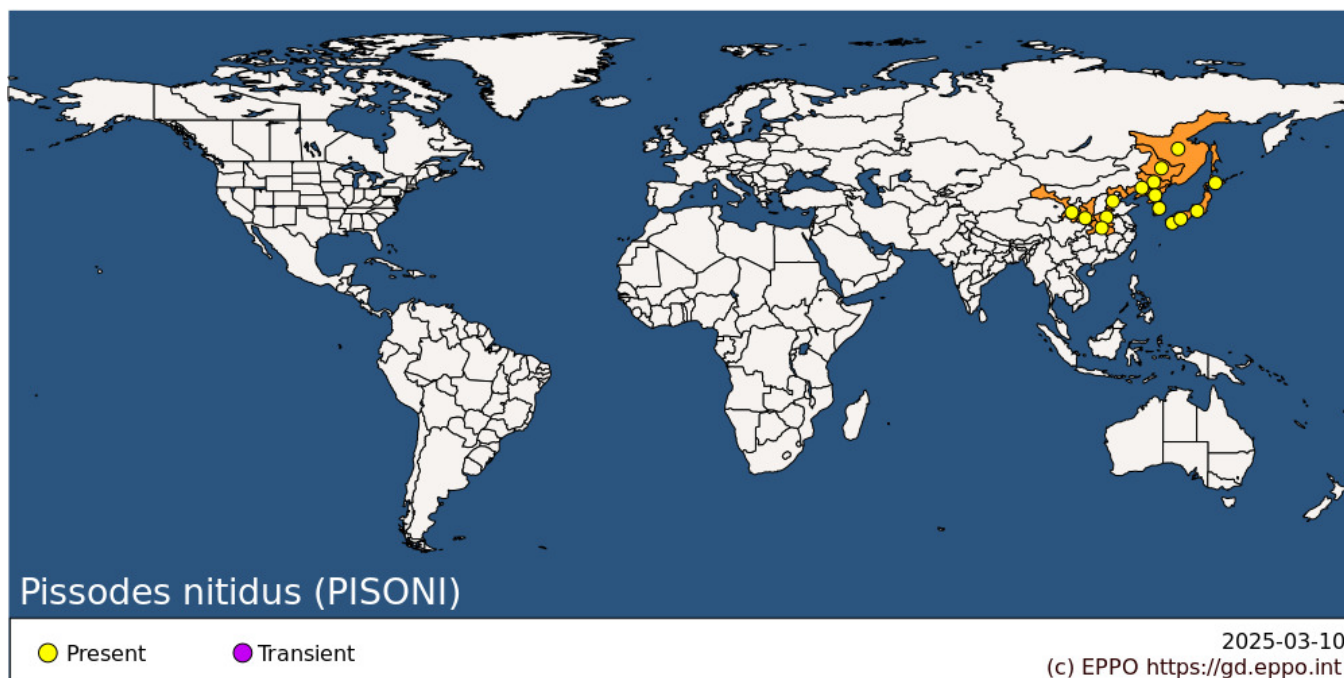 Pissodes nitidus (PISONI)
Present
Transient
2025-03-10
(c) EPPO https://gd.eppo.int